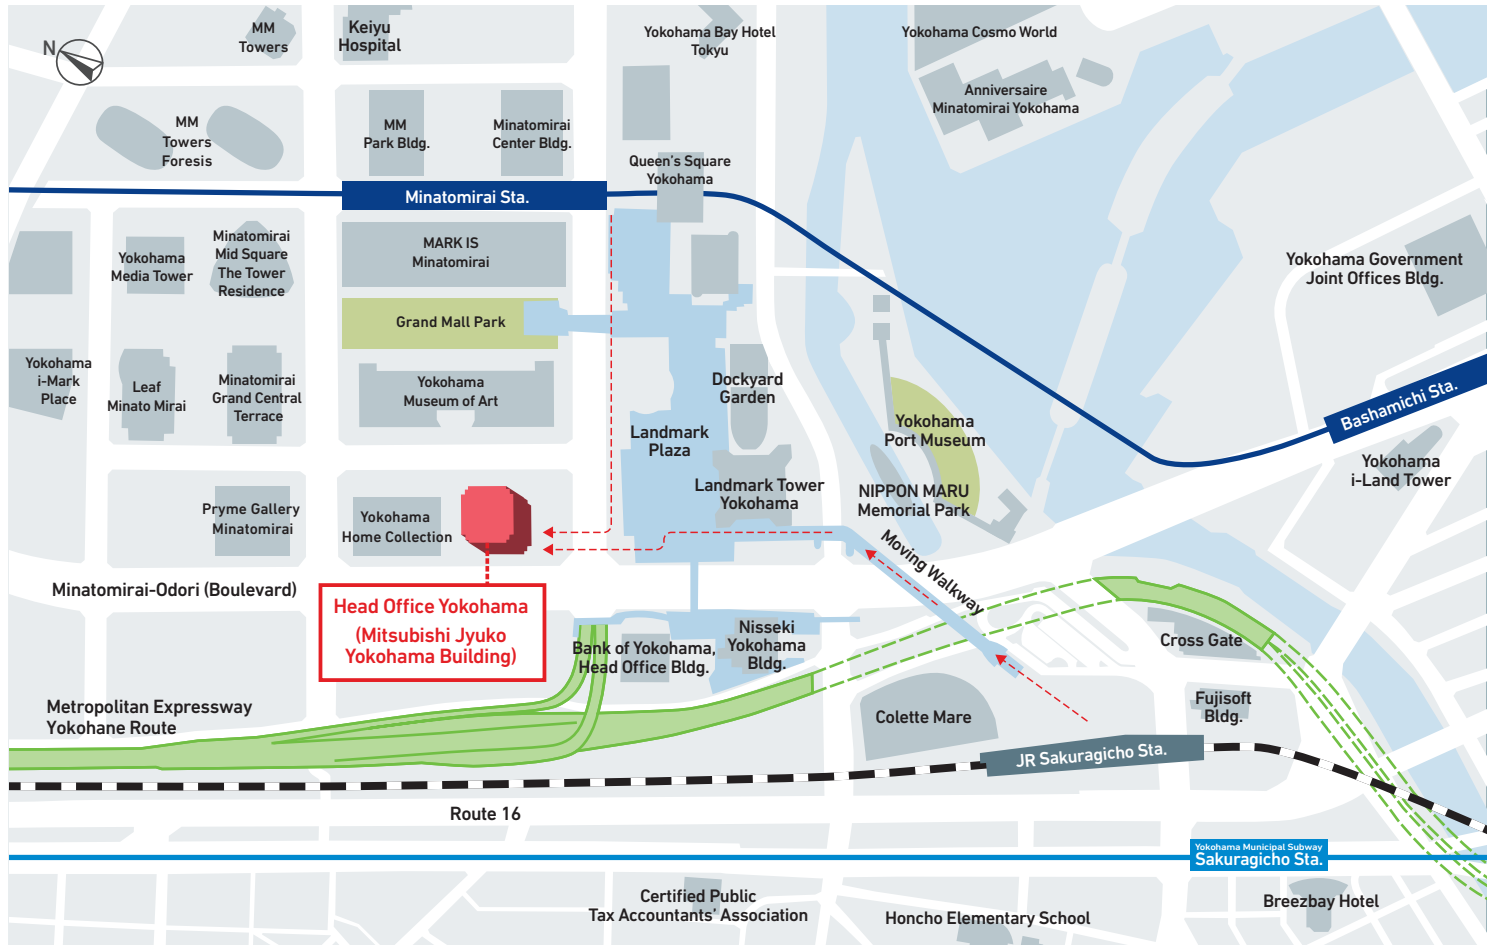 N
MM
Towers
Keiyu
Hospital
Yokohama Bay Hotel
Tokyu
Yokohama Cosmo World
Anniversaire
Minatomirai Yokohama
MM
Towers
Foresis
MM
Park Bldg.
Minatomirai
Center Bldg.
Queen's Square
Yokohama
Minatomirai Sta.
Yokohama
Media Tower
Minatomirai
Mid Square
The Tower
Residence
MARK IS
Minatomirai
Yokohama Government
Joint Offices Bldg.
Grand Mall Park
Yokohama
i-Mark
Place
Leaf
Minato Mirai
Minatomirai
Grand Central
Terrace
Yokohama
Museum of Art
Dockyard
Garden
Landmark
Plaza
Yokohama
Port Museum
Bashamichi Sta.
Yokohama
i-Land Tower
Landmark Tower
Yokohama
NIPPON MARU
Memorial Park
Pryme Gallery
Minatomirai
Yokohama
Home Collection
Moving Walkway
Minatomirai-Odori (Boulevard)
Head Office Yokohama
(Mitsubishi Jyuko
Yokohama Building)
Bank of Yokohama,
Head Office Bldg.
Nisseki
Yokohama
Bldg.
Cross Gate
Metropolitan Expressway
Yokohane Route
Colette Mare
Fujisoft
Bldg.
JR Sakuragicho Sta.
Route 16
Yokohama Municipal Subway
Sakuragicho Sta.
Certified Public
Tax Accountants' Association
Honcho Elementary School
Breezbay Hotel